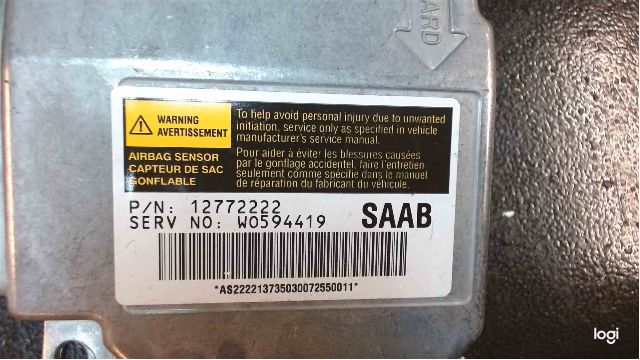 ARD
WARNING
AVERTISSEMENT
To help avoid personal injury due to unwanted
initiation, service only as specified in vehicle
manufacturer's service manual.
AIRBAG SENSOR
CAPTEUR DE SAC
GONFLABLE
Pour aider à éviter les blessures causées
par le gonflage accidentel, faire l'entretien
seulement comme spécifié dans le manuel
de réparation du fabricant du véhicule.
P/N: 12772222
SERV NO: W0594419
SAAB
*AS222213735030072550011*
logi